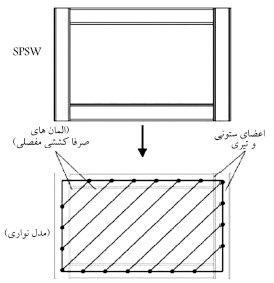 SPSW
(المان های
صرفا کششی مفصلی)
اعضای ستونی
و تیری
(مدل نواری)